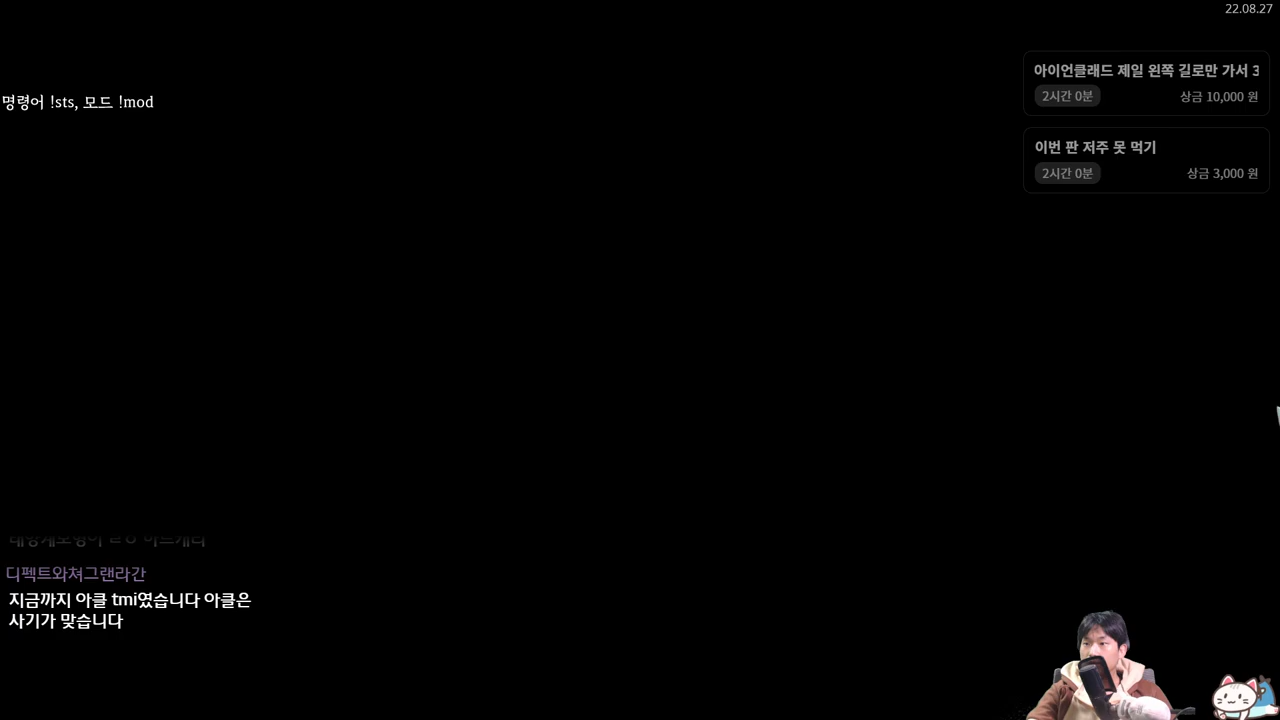 22.08.27
아이언클래드 제일 왼쪽 길로만 가서 3
2시간 0분
상금 10,000 원
명령어 !sts, 모드 !mod
이번 판 저주 못 먹기
2시간 0분
상금 3,000 원
디펙트와쳐그랜라간
지금까지 아클 tmi였습니다 아클은
사기가 맞습니다